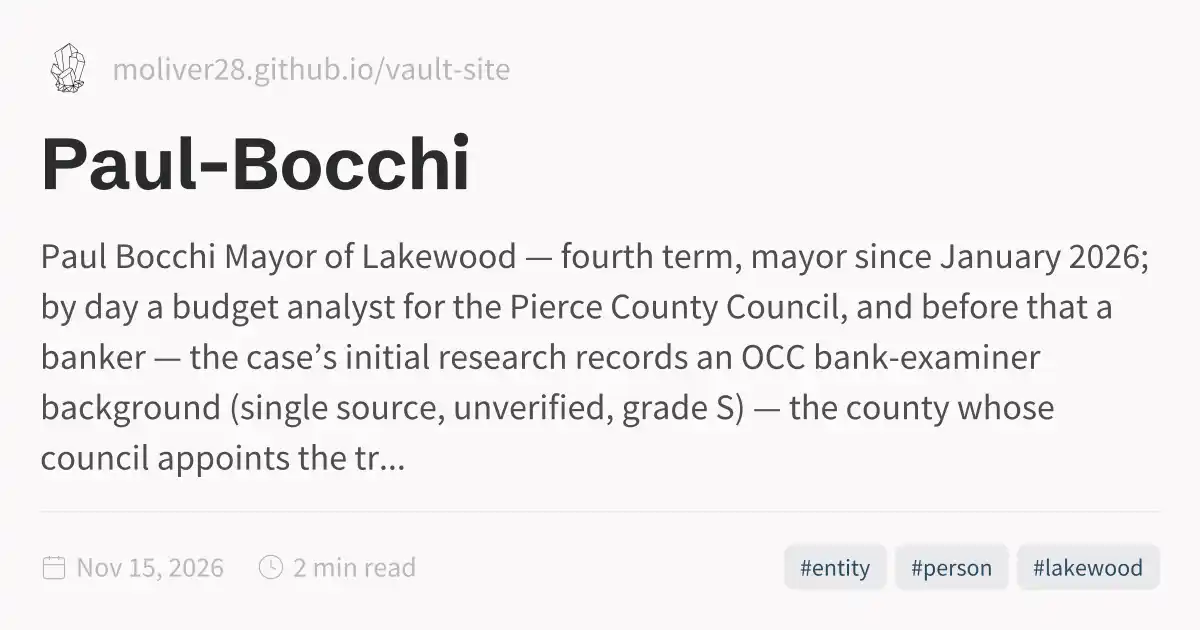 moliver28.github.io/vault-site
Paul-Bocchi
Paul Bocchi Mayor of Lakewood — fourth term, mayor since January 2026;
by day a budget analyst for the Pierce County Council, and before that a
banker — the case’s initial research records an OCC bank-examiner
background (single source, unverified, grade S) — the county whose
council appoints the tr...
Nov 15, 2026
2 min read
#entity
#person
#lakewood